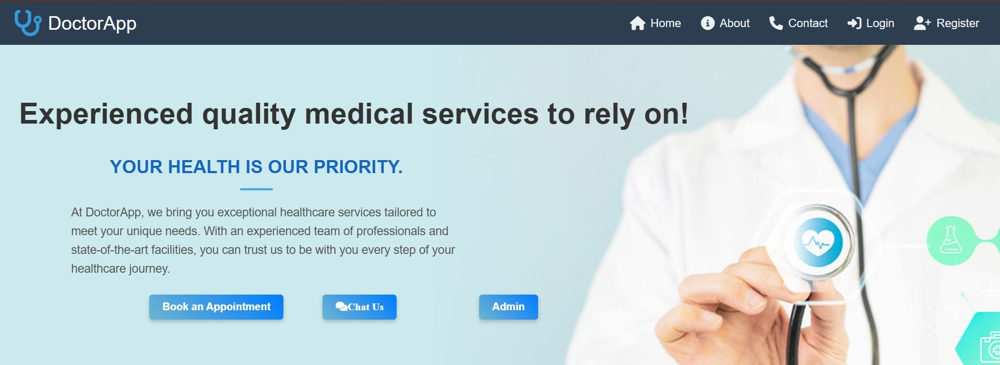 DoctorApp
Home
About
Contact
Login
Register
Experienced quality medical services to rely on!
YOUR HEALTH IS OUR PRIORITY.
At DoctorApp, we bring you exceptional healthcare services tailored to
meet your unique needs. With an experienced team of professionals and
state-of-the-art facilities, you can trust us to be with you every step of your
healthcare journey.
Book an Appointment
Chat Us
Admin